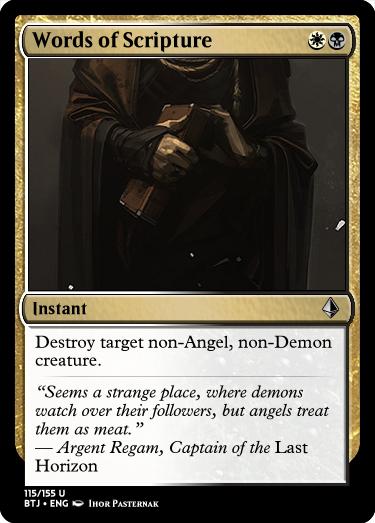 Words of Scripture
Instant
Destroy target non-Angel, non-Demon
creature.
“Seems a strange place, where demons
watch over their followers, but angels treat
them as meat.”
— Argent Regam, Captain of the Last
Horizon
115/155 U
BTJ • ENG Ihor Pasternak